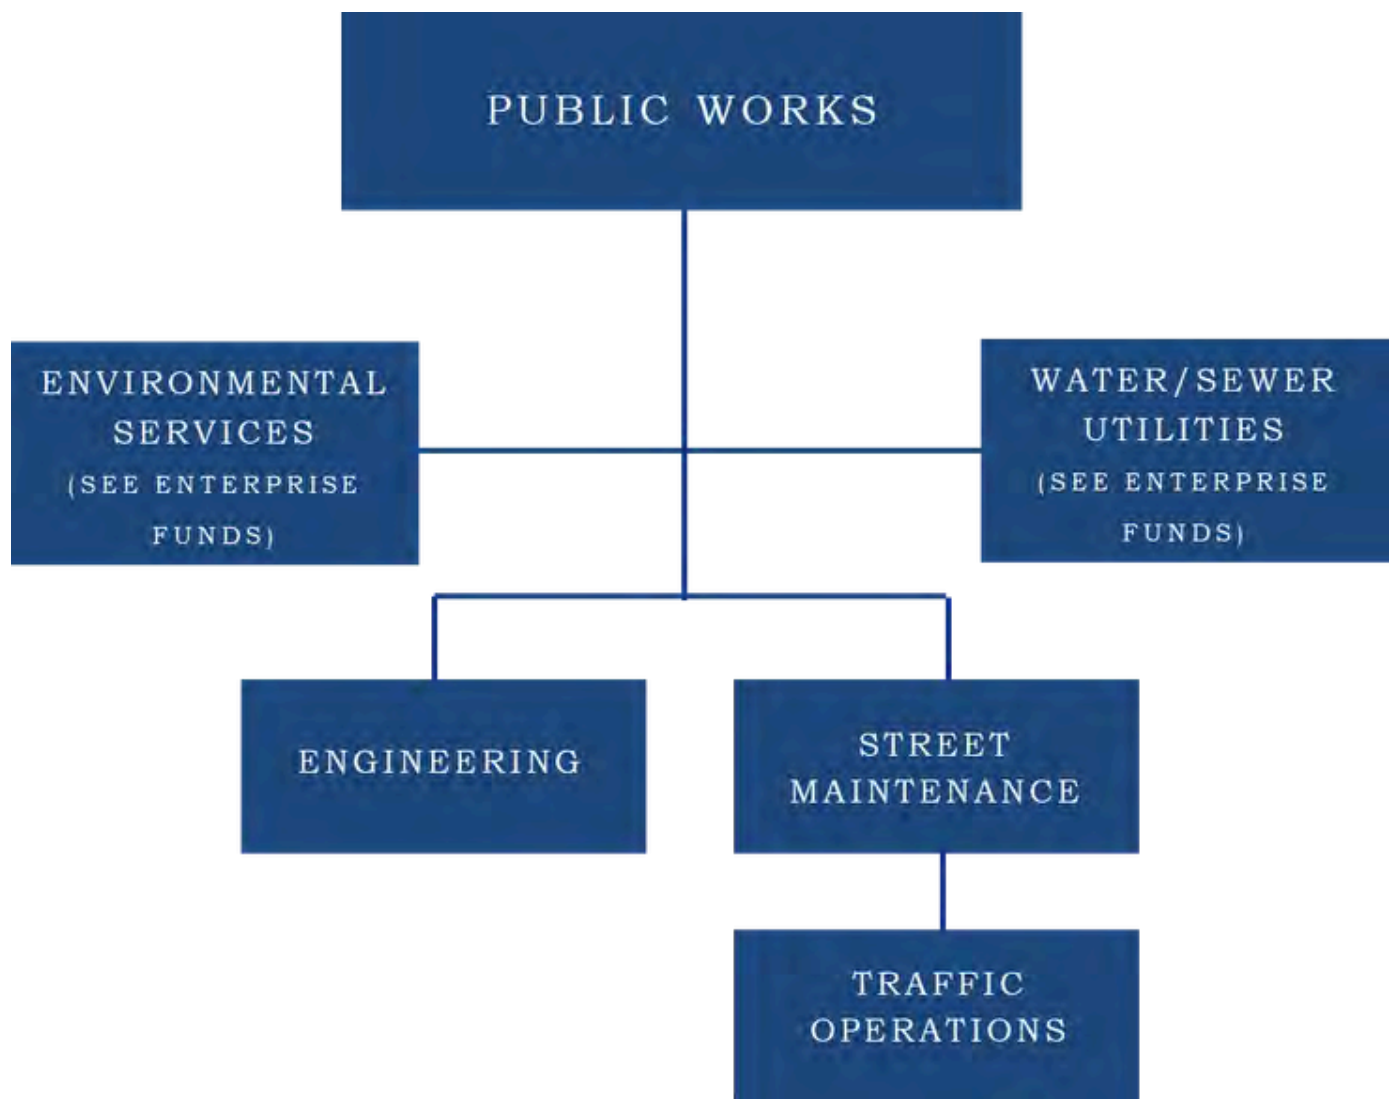 PUBLIC WORKS
ENVIRONMENTAL
SERVICES
(SEE ENTERPRISE
FUNDS)
WATER/SEWER
UTILITIES
(SEE ENTERPRISE
FUNDS)
ENGINEERING
STREET
MAINTENANCE
TRAFFIC
OPERATIONS